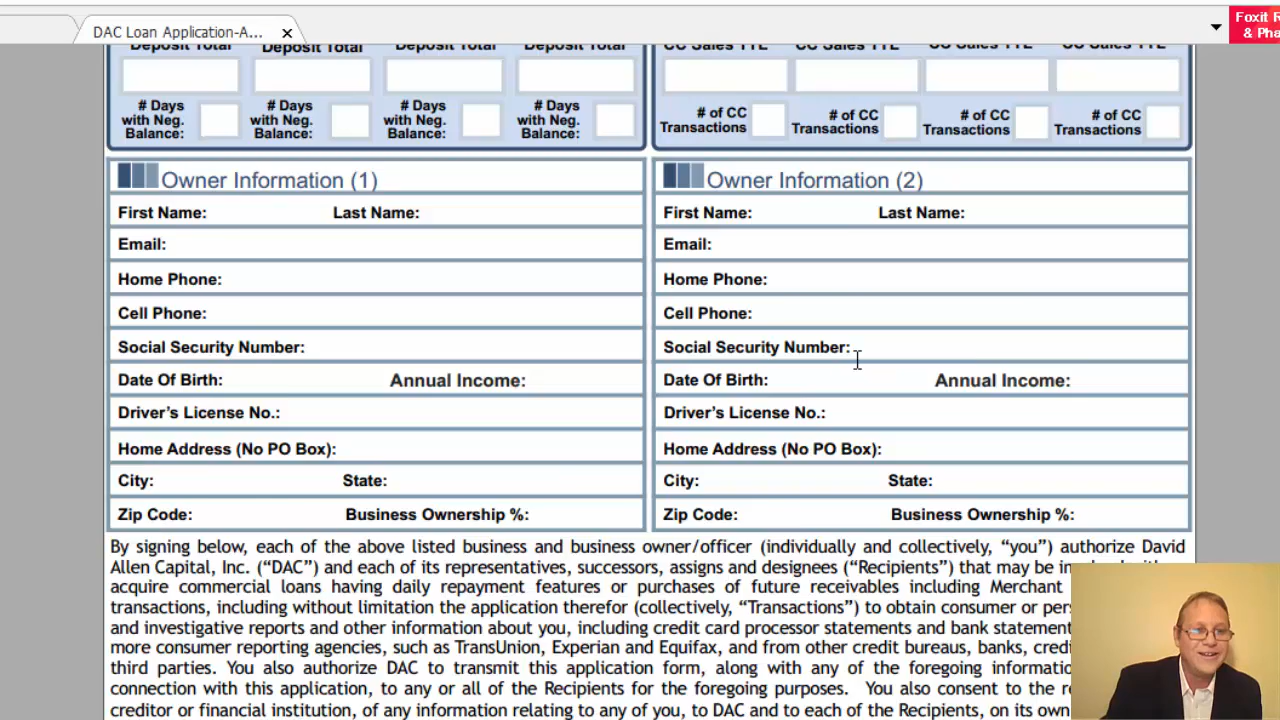 DAC Loan Application-A...
Foxit
& Pha
Deposit Total Deposit Total Deposit Total Deposit Total CC Sales TTL CC Sales TTL CC Sales TTL CC Sales TTL
# Days with Neg. Balance: # Days with Neg. Balance: # Days with Neg. Balance: # Days with Neg. Balance: # of CC Transactions # of CC Transactions # of CC Transactions # of CC Transactions
Owner Information (1)
First Name: Last Name:
Email:
Home Phone:
Cell Phone:
Social Security Number:
Date Of Birth: Annual Income:
Driver's License No.:
Home Address (No PO Box):
City: State:
Zip Code: Business Ownership %:
Owner Information (2)
First Name: Last Name:
Email:
Home Phone:
Cell Phone:
Social Security Number:
Date Of Birth: Annual Income:
Driver's License No.:
Home Address (No PO Box):
City: State:
Zip Code: Business Ownership %:
By signing below, each of the above listed business and business owner/officer (individually and collectively, “you”) authorize David
Allen Capital, Inc. (“DAC”) and each of its representatives, successors, assigns and designees (“Recipients”) that may be
acquire commercial loans having daily repayment features or purchases of future receivables including Merchant
transactions, including without limitation the application therefor (collectively, “Transactions”) to obtain consumer or
and investigative reports and other information about you, including credit card processor statements and bank statement
more consumer reporting agencies, such as TransUnion, Experian and Equifax, and from other credit bureaus, banks,
third parties. You also authorize DAC to transmit this application form, along with any of the foregoing
connection with this application, to any or all of the Recipients for the foregoing purposes. You also consent to the
creditor or financial institution, of any information relating to any of you, to DAC and to each of the Recipients, on its own